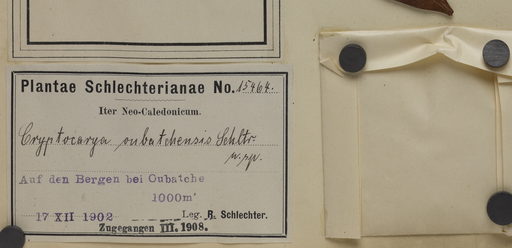 Plantae Schlechterianae No. 15464.
Iter Neo-Caledonicum.
Cryptocarya oubatchensis Schltr.
n. sp.
Auf den Bergen bei Oubatche
1000m
17 XII 1902 Leg. R. Schlechter.
Zugegangen III. 1908.